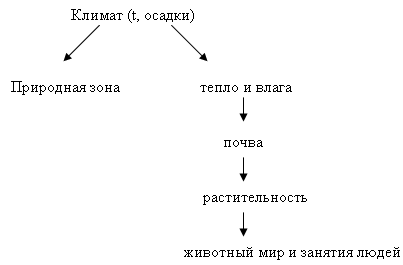 Климат (t, осадки)
Природная зона
тепло и влага
почва
растительность
животный мир и занятия людей